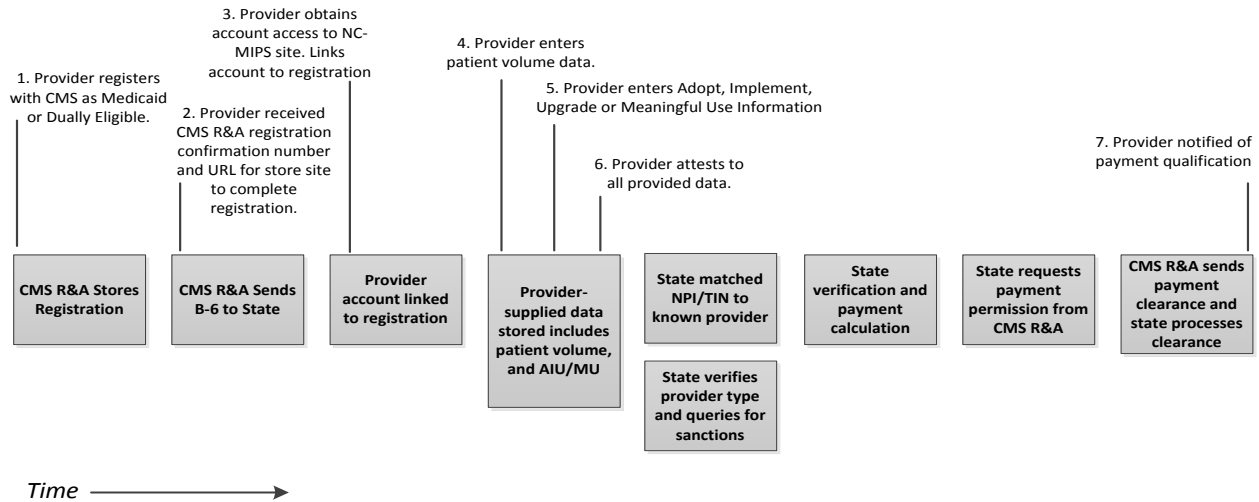 1. Provider registers
with CMS as Medicaid
or Dually Eligible.
2. Provider received
CMS R&A registration
confirmation number
and URL for store site
to complete
registration.
3. Provider obtains
account access to NC-
MIPS site. Links
account to registration
4. Provider enters
patient volume data.
5. Provider enters Adopt, Implement,
Upgrade or Meaningful Use Information
6. Provider attests to
all provided data.
7. Provider notified of
payment qualification
CMS R&A Stores
Registration
CMS R&A Sends
B-6 to State
Provider
account linked
to registration
Provider-
supplied data
stored includes
patient volume,
and AIU/MU
State matched
NPI/TIN to
known provider
State verifies
provider type
and queries for
sanctions
State
verification and
payment
calculation
State requests
payment
permission from
CMS R&A
CMS R&A sends
payment
clearance and
state processes
clearance
Time